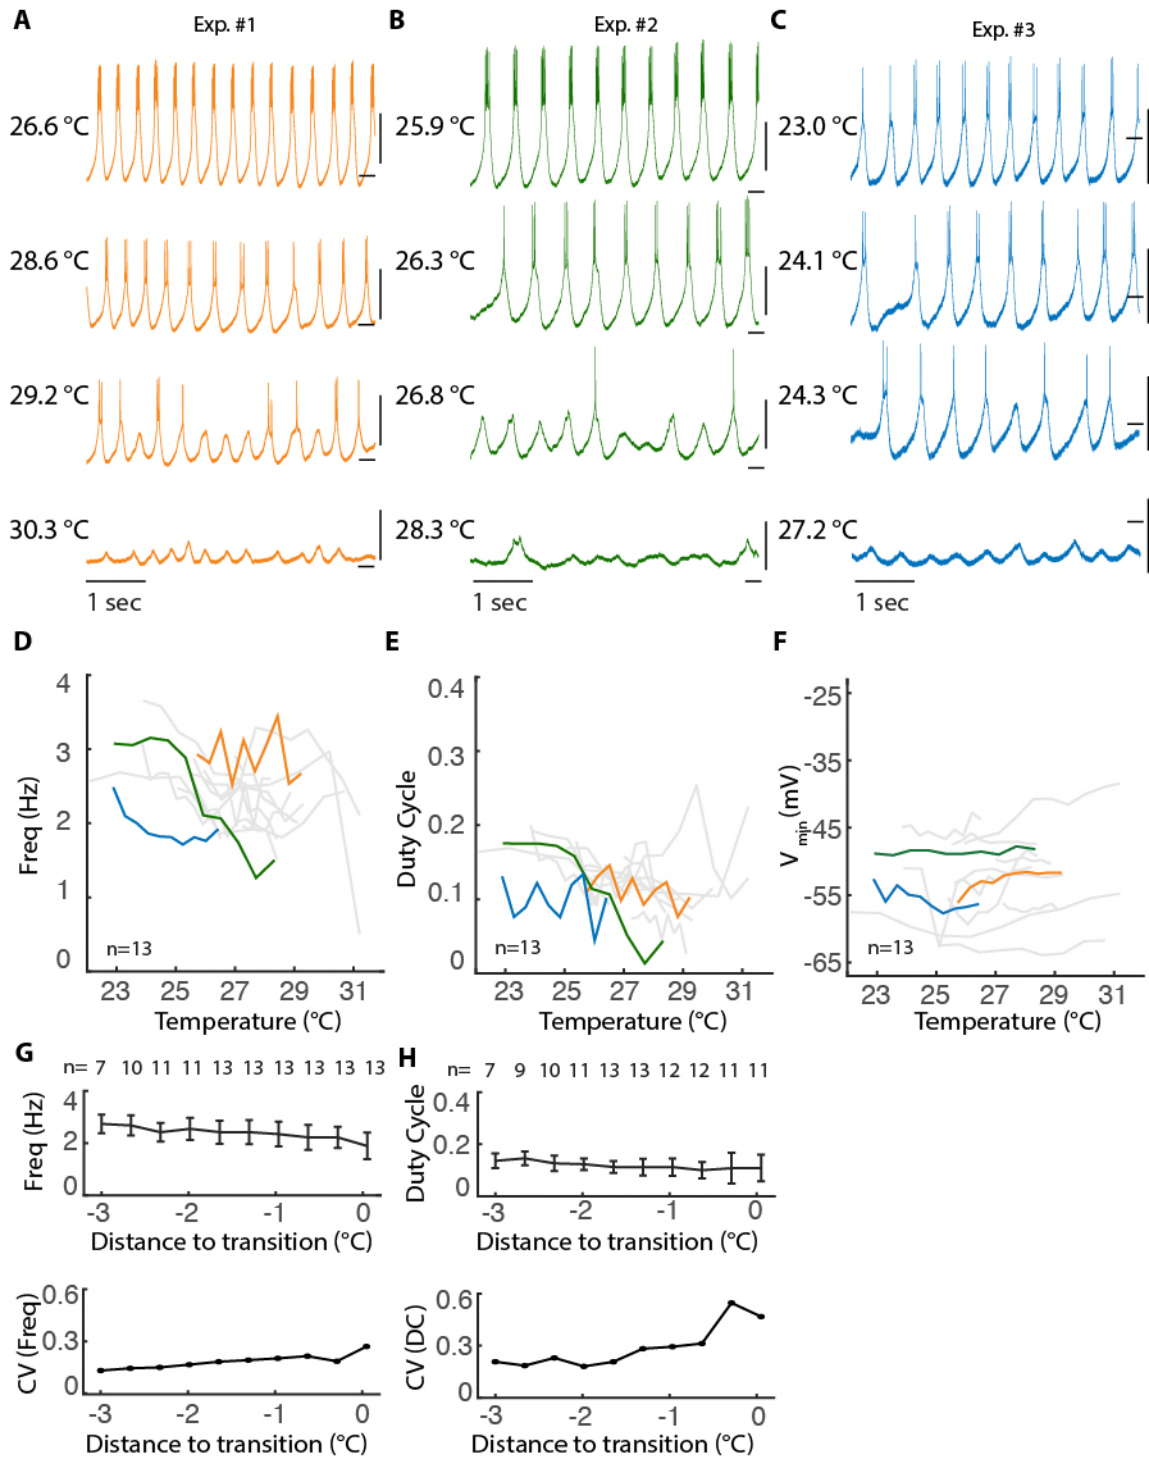 A
Exp. #1
B
Exp. #2
C
Exp. #3
26.6 °C
25.9 °C
23.0 °C
28.6 °C
26.3 °C
24.1 °C
29.2 °C
26.8 °C
24.3 °C
30.3 °C
28.3 °C
27.2 °C
1 sec
1 sec
1 sec
D
Freq (Hz)
4
3
2
1
0
n=13
23 25 27 29 31
Temperature (°C)
E
Duty Cycle
0.4
0.3
0.2
0.1
0
23 25 27 29 31
Temperature (°C)
F
V min (mV)
-25
-35
-45
-55
-65
n=13
23 25 27 29 31
Temperature (°C)
G
n= 7 10 11 11 13 13 13 13 13 13
Freq (Hz)
4
2
0
-3 -2 -1 0
Distance to transition (°C)
CV (Freq)
0.6
0.3
0
-3 -2 -1 0
Distance to transition (°C)
H
n= 7 9 10 11 13 13 12 12 11 11
Duty Cycle
0.4
0.2
0
-3 -2 -1 0
Distance to transition (°C)
CV (DC)
0.6
0.3
0
-3 -2 -1 0
Distance to transition (°C)